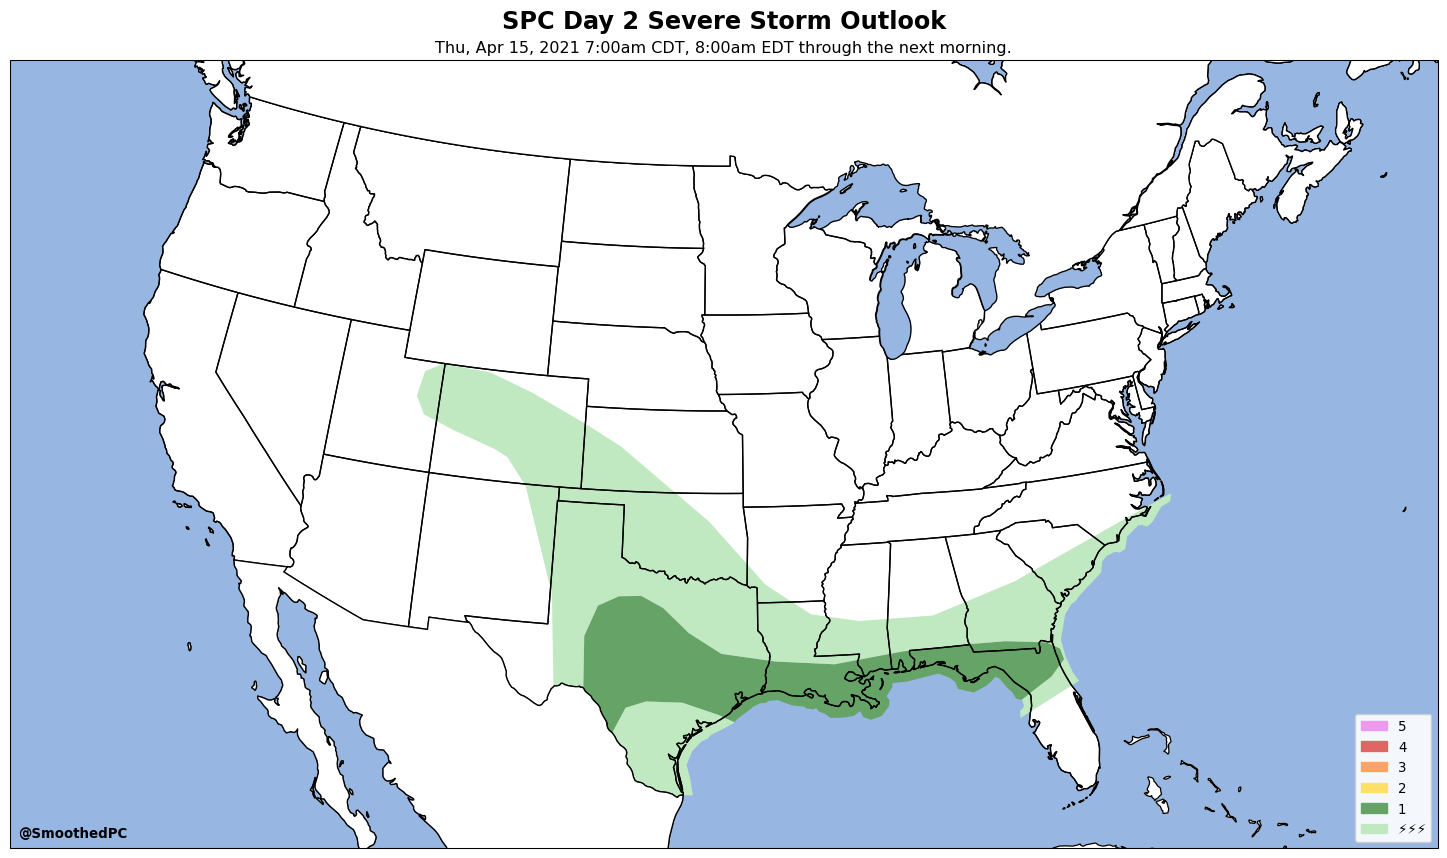 SPC Day 2 Severe Storm Outlook
Thu, Apr 15, 2021 7:00am CDT, 8:00am EDT through the next morning.
5
4
3
2
1
⚡⚡⚡
@SmoothedPC